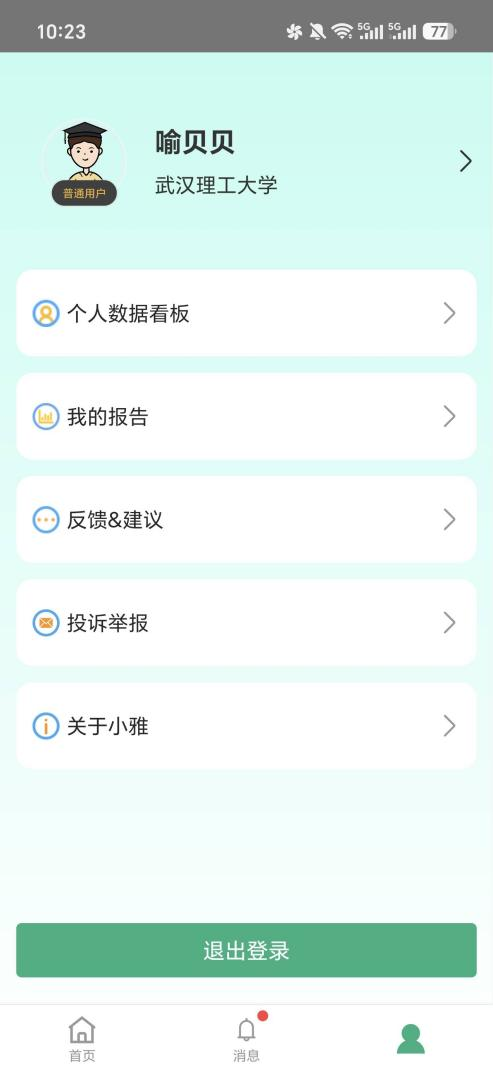 10:23
5G
5G
77
喻贝贝
普通用户
武汉理工大学
个人数据看板
我的报告
反馈&建议
投诉举报
关于小雅
退出登录
首页
消息